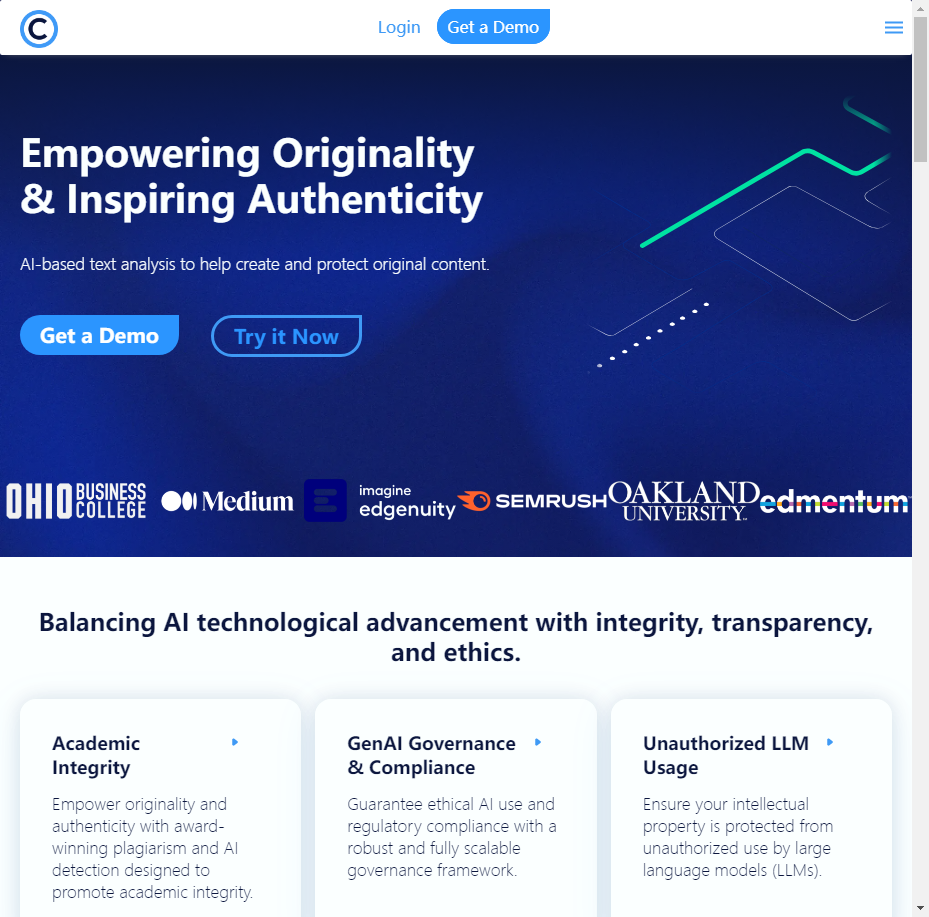 C
Login Get a Demo
Empowering Originality
& Inspiring Authenticity
AI-based text analysis to help create and protect original content.
Get a Demo Try it Now
OHIO BUSINESS COLLEGE Medium imagine edgenuity SEMRUSH OAKLAND UNIVERSITY™ edmentum™
Balancing AI technological advancement with integrity, transparency,
and ethics.
Academic
Integrity
Empower originality and
authenticity with award-
winning plagiarism and AI
detection designed to
promote academic integrity.
GenAI Governance
& Compliance
Guarantee ethical AI use and
regulatory compliance with a
robust and fully scalable
governance framework.
Unauthorized LLM
Usage
Ensure your intellectual
property is protected from
unauthorized use by large
language models (LLMs).